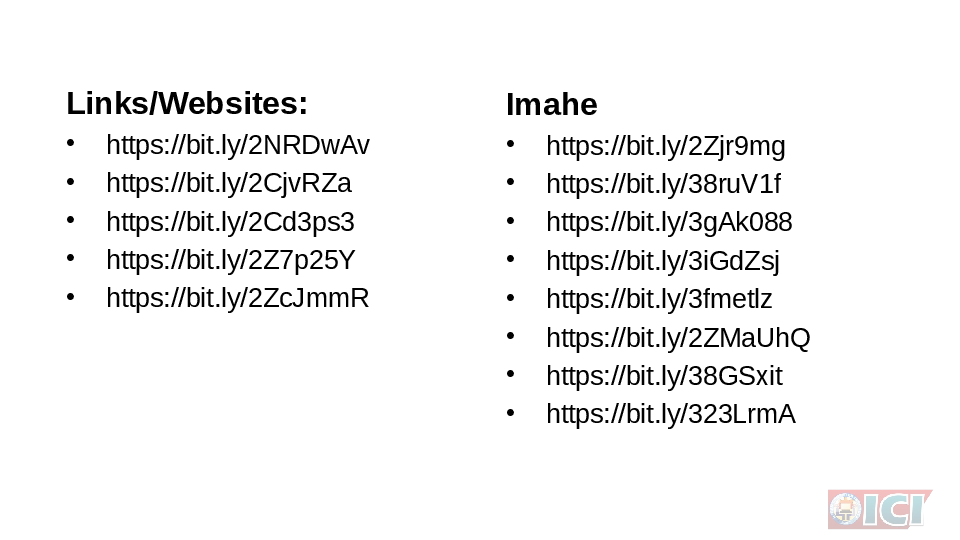 Links/Websites:
• https://bit.ly/2NRDwAv
• https://bit.ly/2CjvRZa
• https://bit.ly/2Cd3ps3
• https://bit.ly/2Z7p25Y
• https://bit.ly/2ZcJmmR
Imahe
• https://bit.ly/2Zjr9mg
• https://bit.ly/38ruV1f
• https://bit.ly/3gAk088
• https://bit.ly/3iGdZsj
• https://bit.ly/3fmetlz
• https://bit.ly/2ZMaUhQ
• https://bit.ly/38GSxit
• https://bit.ly/323LrmA
ICI